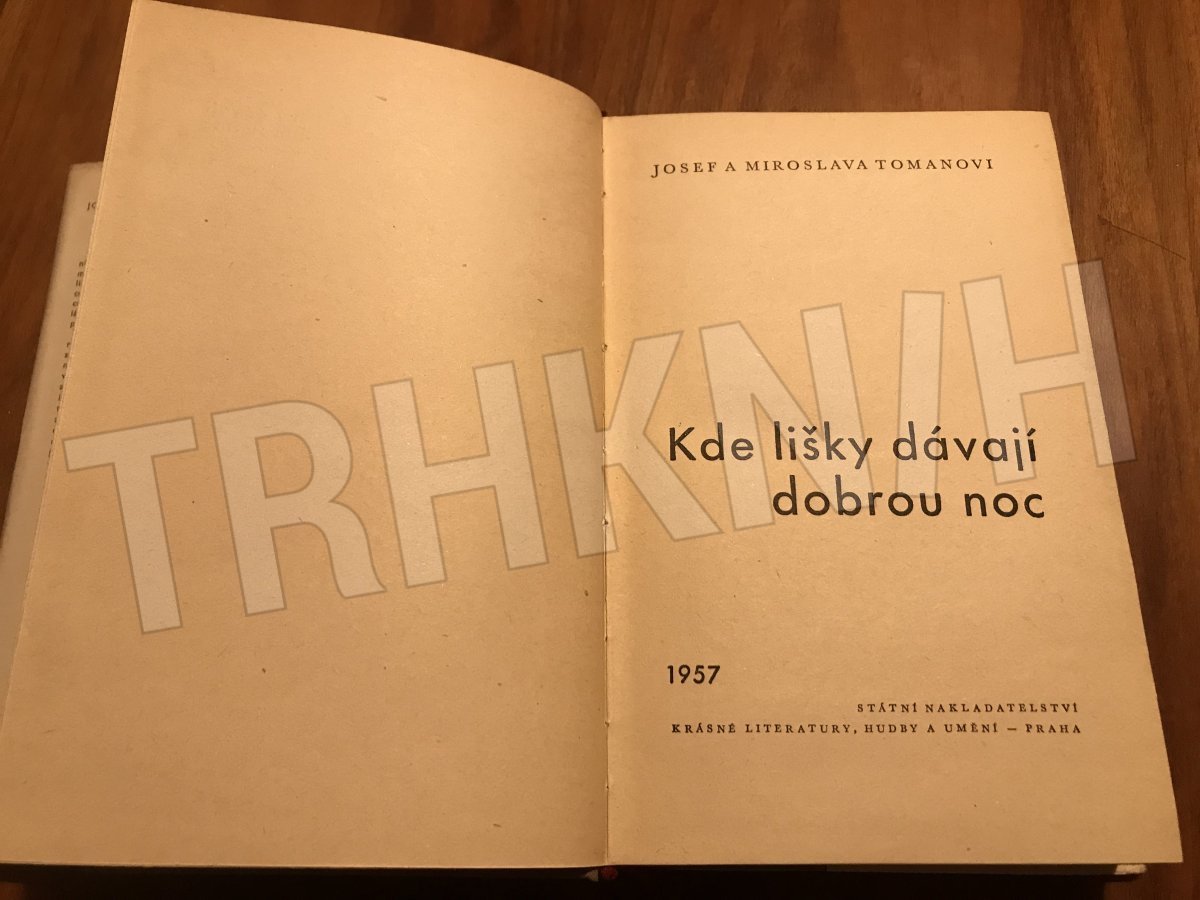 JOSEF A MIROSLAVA TOMANOVI
TRHKNIH
Kde lišky dávají
dobrou noc
1957
STÁTNÍ NAKLADATELSTVÍ
KRÁSNÉ LITERATURY, HUDBY A UMĚNÍ — PRAHA